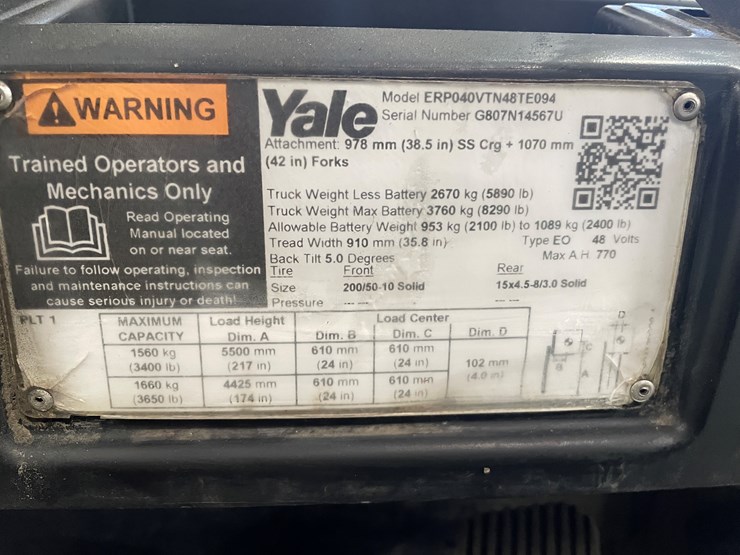 WARNING
Trained Operators and
Mechanics Only
Read Operating
Manual located
on or near seat.
Failure to follow operating, inspection
and maintenance instructions can
cause serious injury or death!
Yale
Model ERP040VTN48TE094
Serial Number G807N14567U
Attachment: 978 mm (38.5 in) SS Crg + 1070 mm
(42 in) Forks
Truck Weight Less Battery 2670 kg (5890 lb)
Truck Weight Max Battery 3760 kg (8290 lb)
Allowable Battery Weight 953 kg (2100 lb) to 1089 kg (2400 lb)
Tread Width 910 mm (35.8 in) Type EO 48 Volts
Back Tilt 5.0 Degrees Max A.H. 770
Tire Front Rear
Size 200/50-10 Solid 15x4.5-8/3.0 Solid
Pressure --- --- --- ---
PLT 1 MAXIMUM CAPACITY Load Height Dim. A Load Center Dim. B Dim. C Dim. D
1560 kg 5500 mm 610 mm 610 mm
(3400 lb) (217 in) (24 in) (24 in) 102 mm
1660 kg 4425 mm 610 mm 610 mm (4.0 in)
(3650 lb) (174 in) (24 in) (24 in)
D
C
B A